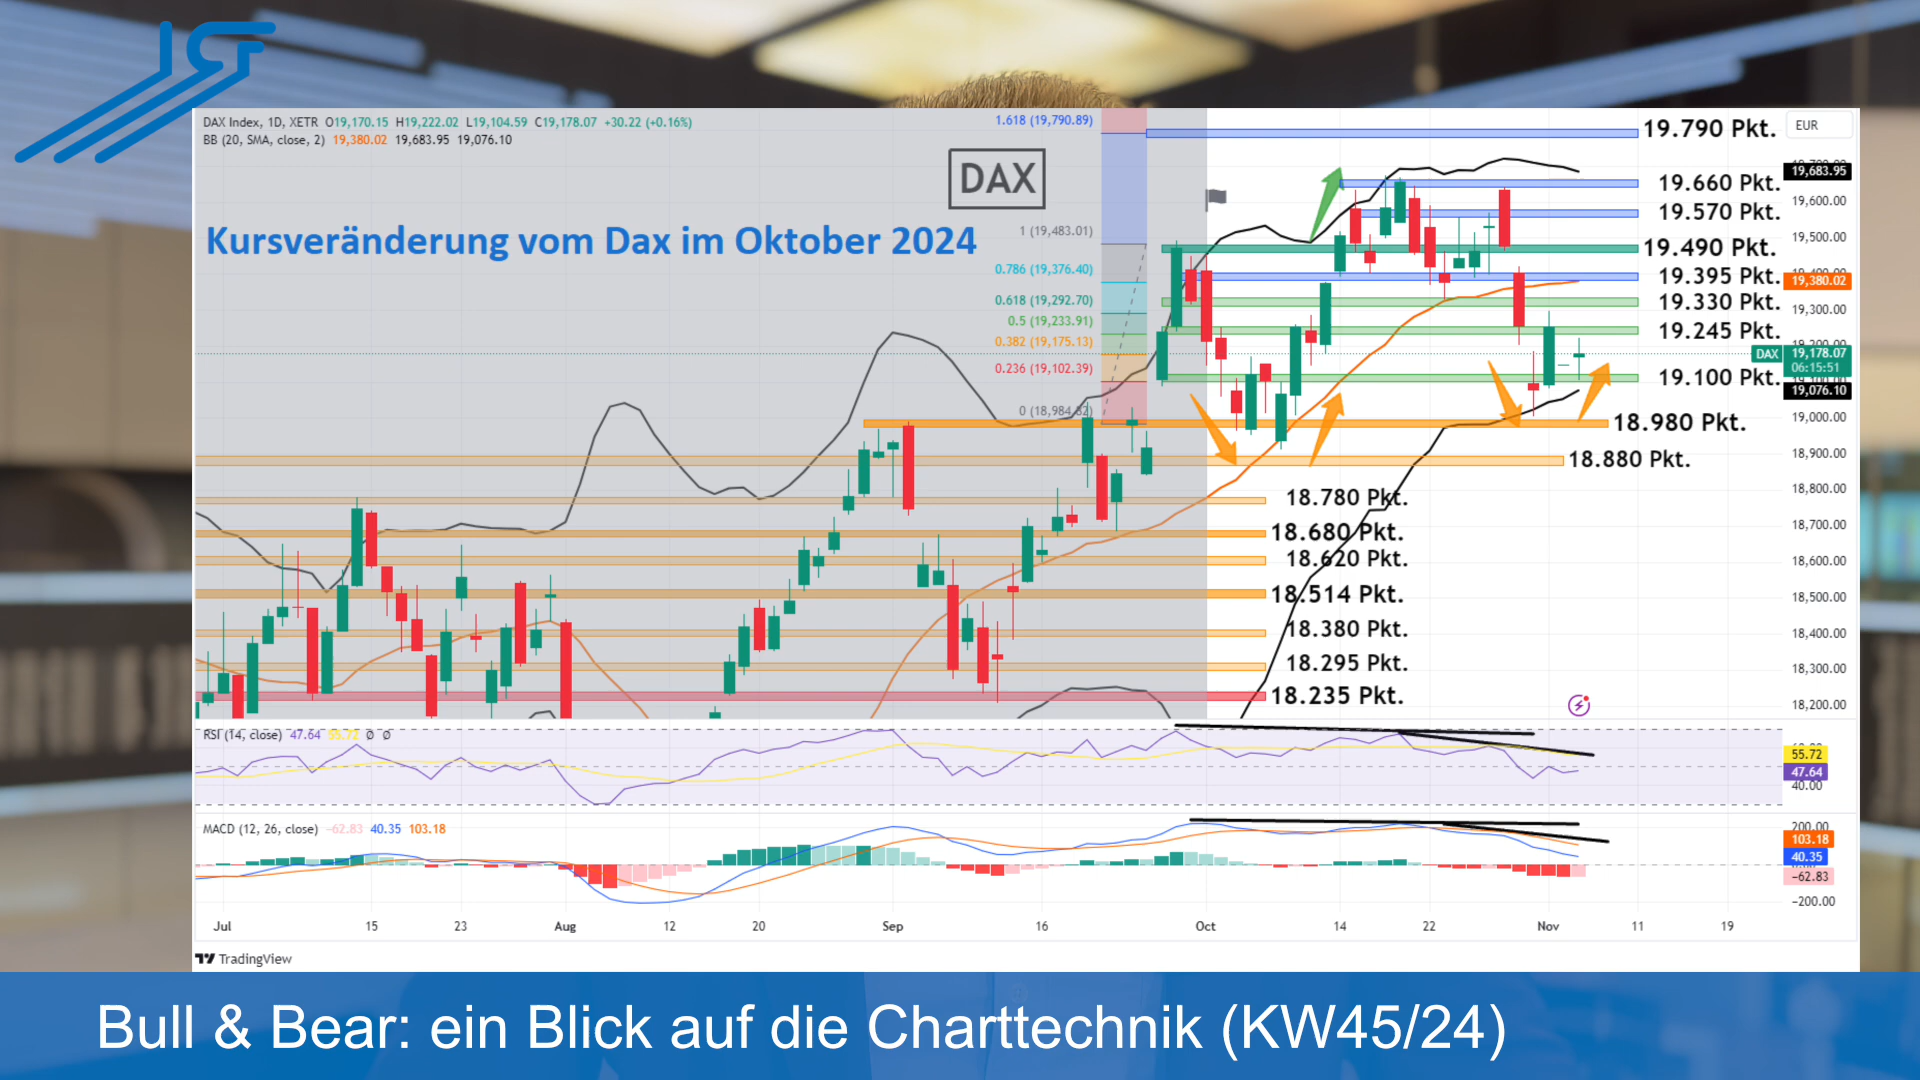 DAX Index, 1D, XETR O19,170.15 H19,222.02 L19,104.59 C19,178.07 +30.22 (+0.16%)
BB (20, SMA, close, 2) 19,380.02 19,683.95 19,076.10
DAX
Kursveränderung vom Dax im Oktober 2024
1.618 (19,790.89)
1 (19,483.01)
0.786 (19,376.40)
0.618 (19,292.70)
0.5 (19,233.91)
0.382 (19,175.13)
0.236 (19,102.39)
0 (18,984.82)
19.790 Pkt.
19.660 Pkt.
19.570 Pkt.
19.490 Pkt.
19.395 Pkt.
19.330 Pkt.
19.245 Pkt.
19.100 Pkt.
18.980 Pkt.
18.880 Pkt.
18.780 Pkt.
18.680 Pkt.
18.620 Pkt.
18.514 Pkt.
18.380 Pkt.
18.295 Pkt.
18.235 Pkt.
EUR
19,683.95
19,600.00
19,500.00
19,380.02
19,300.00
DAX 19,178.07
06:15:51
19,076.10
19,000.00
18,900.00
18,800.00
18,700.00
18,600.00
18,500.00
18,400.00
18,300.00
18,200.00
RSI (14, close) 47.64 55.72 Ø Ø
55.72
47.64
40.00
MACD (12, 26, close) −62.83 40.35 103.18
200.00
103.18
40.35
−62.83
−200.00
Jul 15 23 Aug 12 20 Sep 16 Oct 14 22 Nov 11 19
TradingView
Bull & Bear: ein Blick auf die Charttechnik (KW45/24)